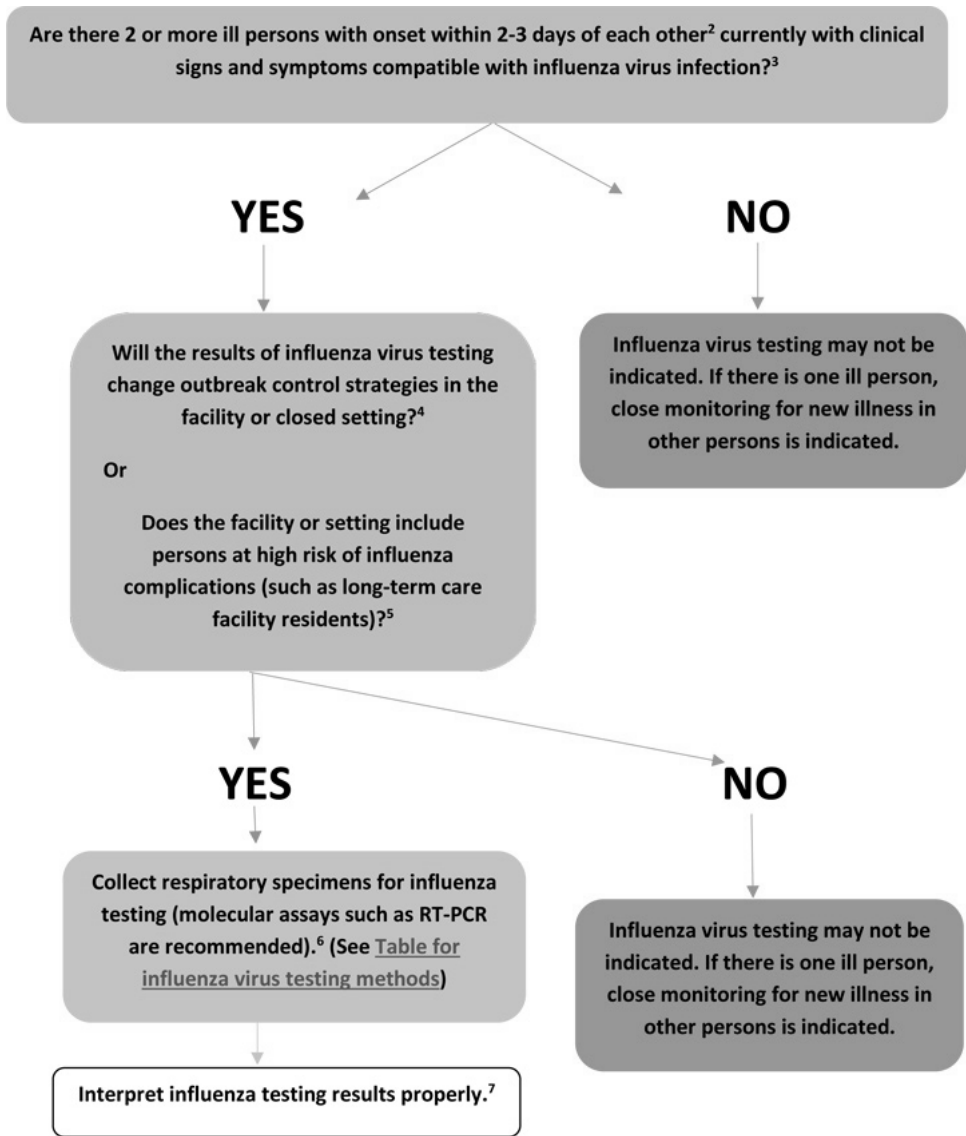 Are there 2 or more ill persons with onset within 2-3 days of each other² currently with clinical
signs and symptoms compatible with influenza virus infection?³
YES
NO
Will the results of influenza virus testing
change outbreak control strategies in the
facility or closed setting?⁴
Or
Does the facility or setting include
persons at high risk of influenza
complications (such as long-term care
facility residents)?⁵
Influenza virus testing may not be
indicated. If there is one ill person,
close monitoring for new illness in
other persons is indicated.
YES
NO
Collect respiratory specimens for influenza
testing (molecular assays such as RT-PCR
are recommended).⁶ (See Table for
influenza virus testing methods)
Influenza virus testing may not be
indicated. If there is one ill person,
close monitoring for new illness in
other persons is indicated.
Interpret influenza testing results properly.⁷